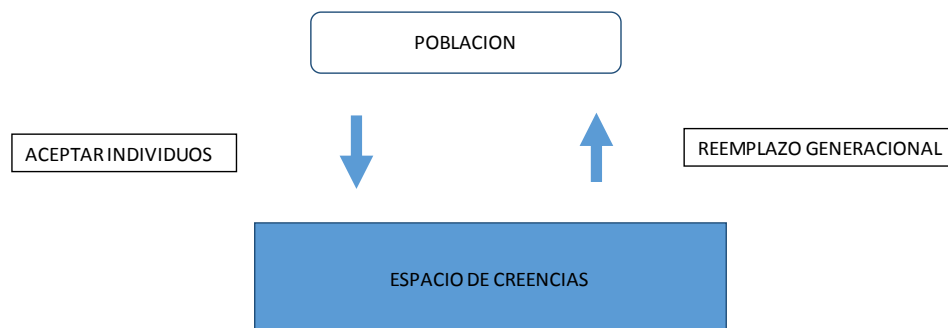 POBLACION
ACEPTAR INDIVIDUOS
REEMPLAZO GENERACIONAL
ESPACIO DE CREENCIAS